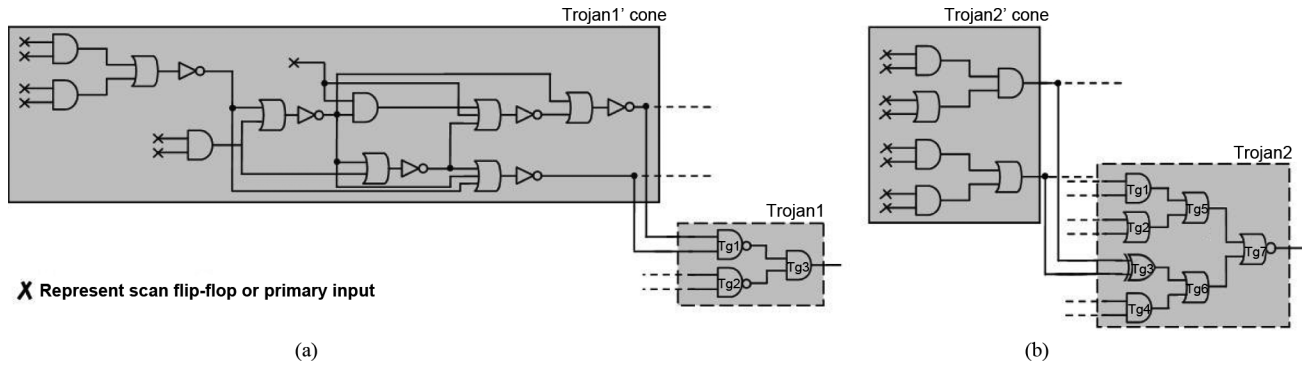 Trojan1’ cone
Trojan2’ cone
Trojan2
Tg1
Tg5
Tg2
Trojan1
Tg1
Tg7
Tg3
Tg3
Tg2
Tg6
Tg4
X Represent scan flip-flop or primary input
(a)
(b)